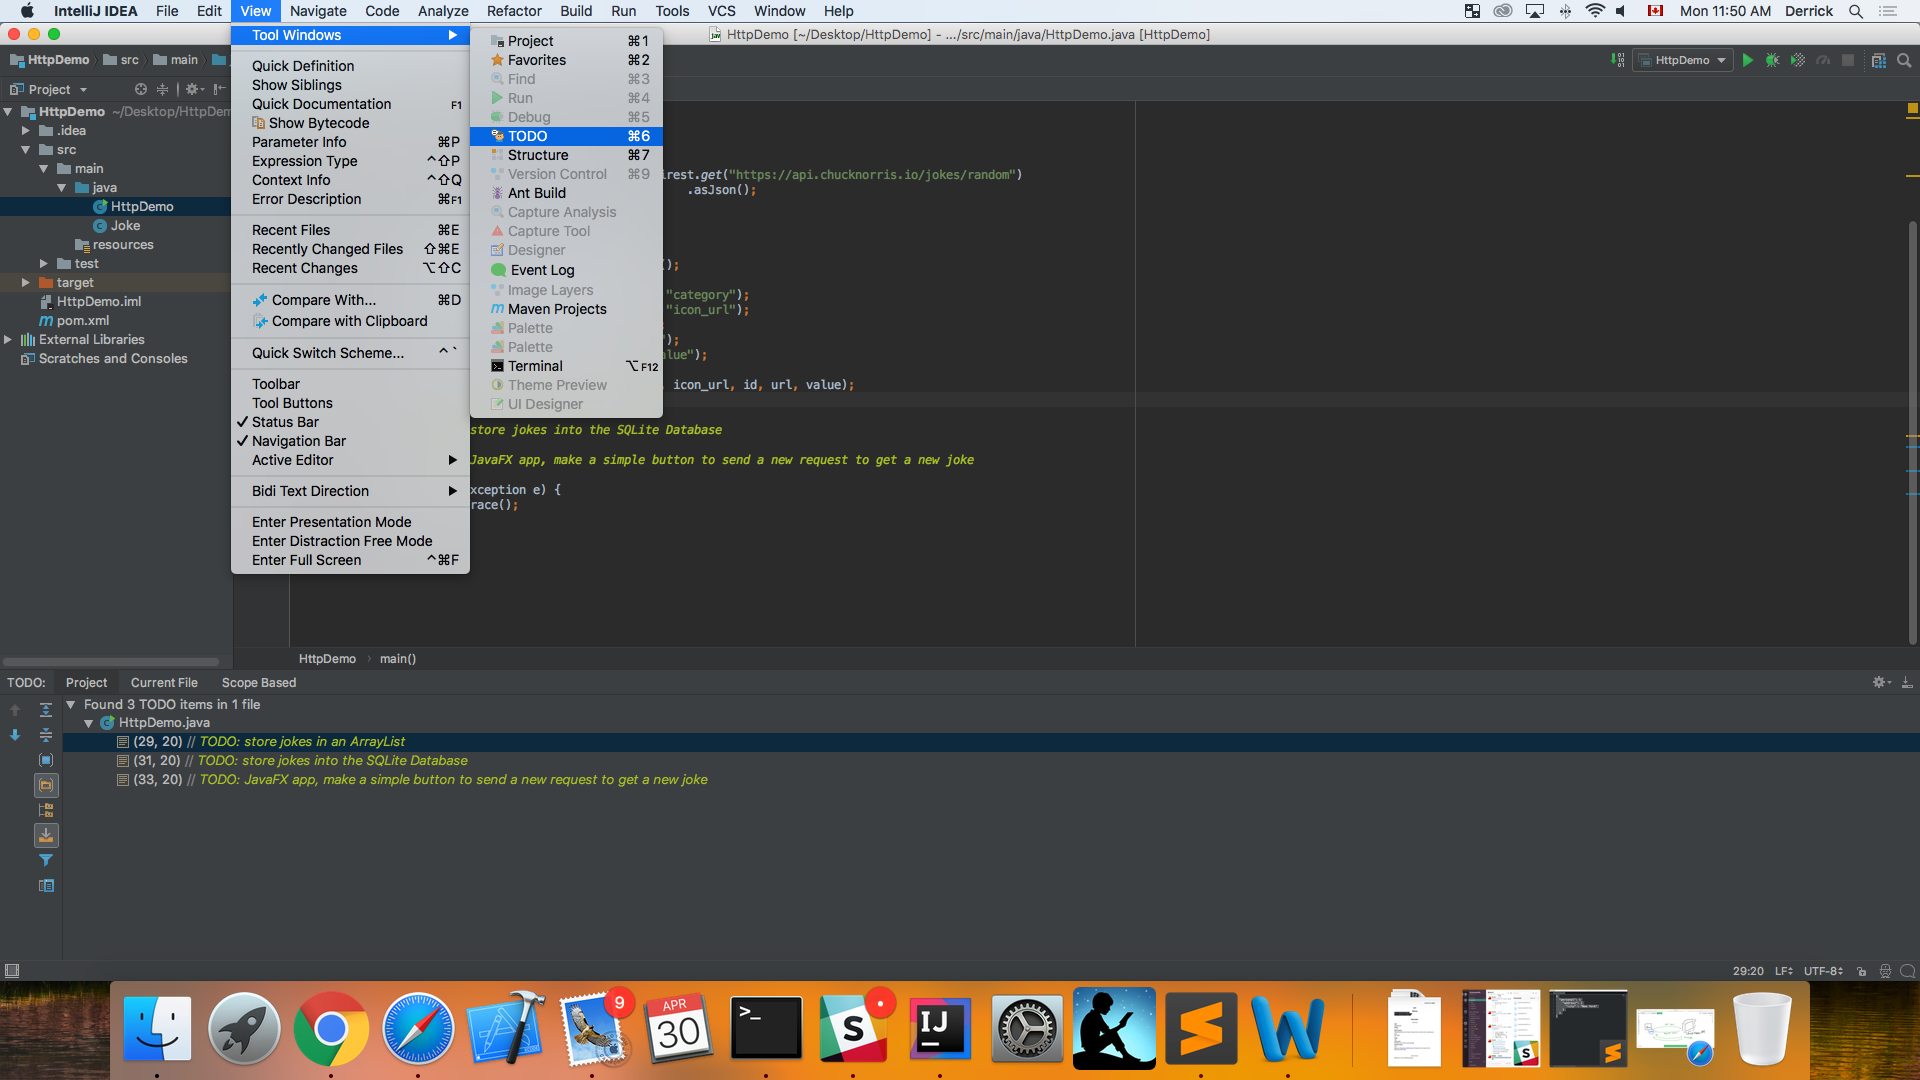 IntelliJ IDEA File Edit View Navigate Code Analyze Refactor Build Run Tools VCS Window Help Mon 11:50 AM Derrick
HttpDemo [~/Desktop/HttpDemo] - .../src/main/java/HttpDemo.java [HttpDemo]
HttpDemo src main
HttpDemo
Project
HttpDemo ~/Desktop/HttpDem
.idea
src
main
java
HttpDemo
Joke
resources
test
target
HttpDemo.iml
pom.xml
External Libraries
Scratches and Consoles
Tool Windows
Quick Definition
Show Siblings
Quick Documentation F1
Show Bytecode
Parameter Info ⌘P
Expression Type ^⇧P
Context Info ^⇧Q
Error Description ⌘F1
Recent Files ⌘E
Recently Changed Files ⇧⌘E
Recent Changes ⌥⇧C
Compare With... ⌘D
Compare with Clipboard
Quick Switch Scheme... ^`
Toolbar
Tool Buttons
✓ Status Bar
✓ Navigation Bar
Active Editor
Bidi Text Direction
Enter Presentation Mode
Enter Distraction Free Mode
Enter Full Screen ^⌘F
Project ⌘1
Favorites ⌘2
Find ⌘3
Run ⌘4
Debug ⌘5
TODO ⌘6
Structure ⌘7
Version Control ⌘9
Ant Build
Capture Analysis
Capture Tool
Designer
Event Log
Image Layers
Maven Projects
Palette
Palette
Terminal ⌥F12
Theme Preview
UI Designer
irest.get("https://api.chucknorris.io/jokes/random")
.asJson();
);
"category");
"icon_url");
);
alue");
, icon_url, id, url, value);
store jokes into the SQLite Database
JavaFX app, make a simple button to send a new request to get a new joke
xception e) {
race();
HttpDemo › main()
TODO: Project Current File Scope Based
Found 3 TODO items in 1 file
HttpDemo.java
(29, 20) // TODO: store jokes in an ArrayList
(31, 20) // TODO: store jokes into the SQLite Database
(33, 20) // TODO: JavaFX app, make a simple button to send a new request to get a new joke
29:20 LF÷ UTF-8÷
9
APR
30
>_
S
IJ
W